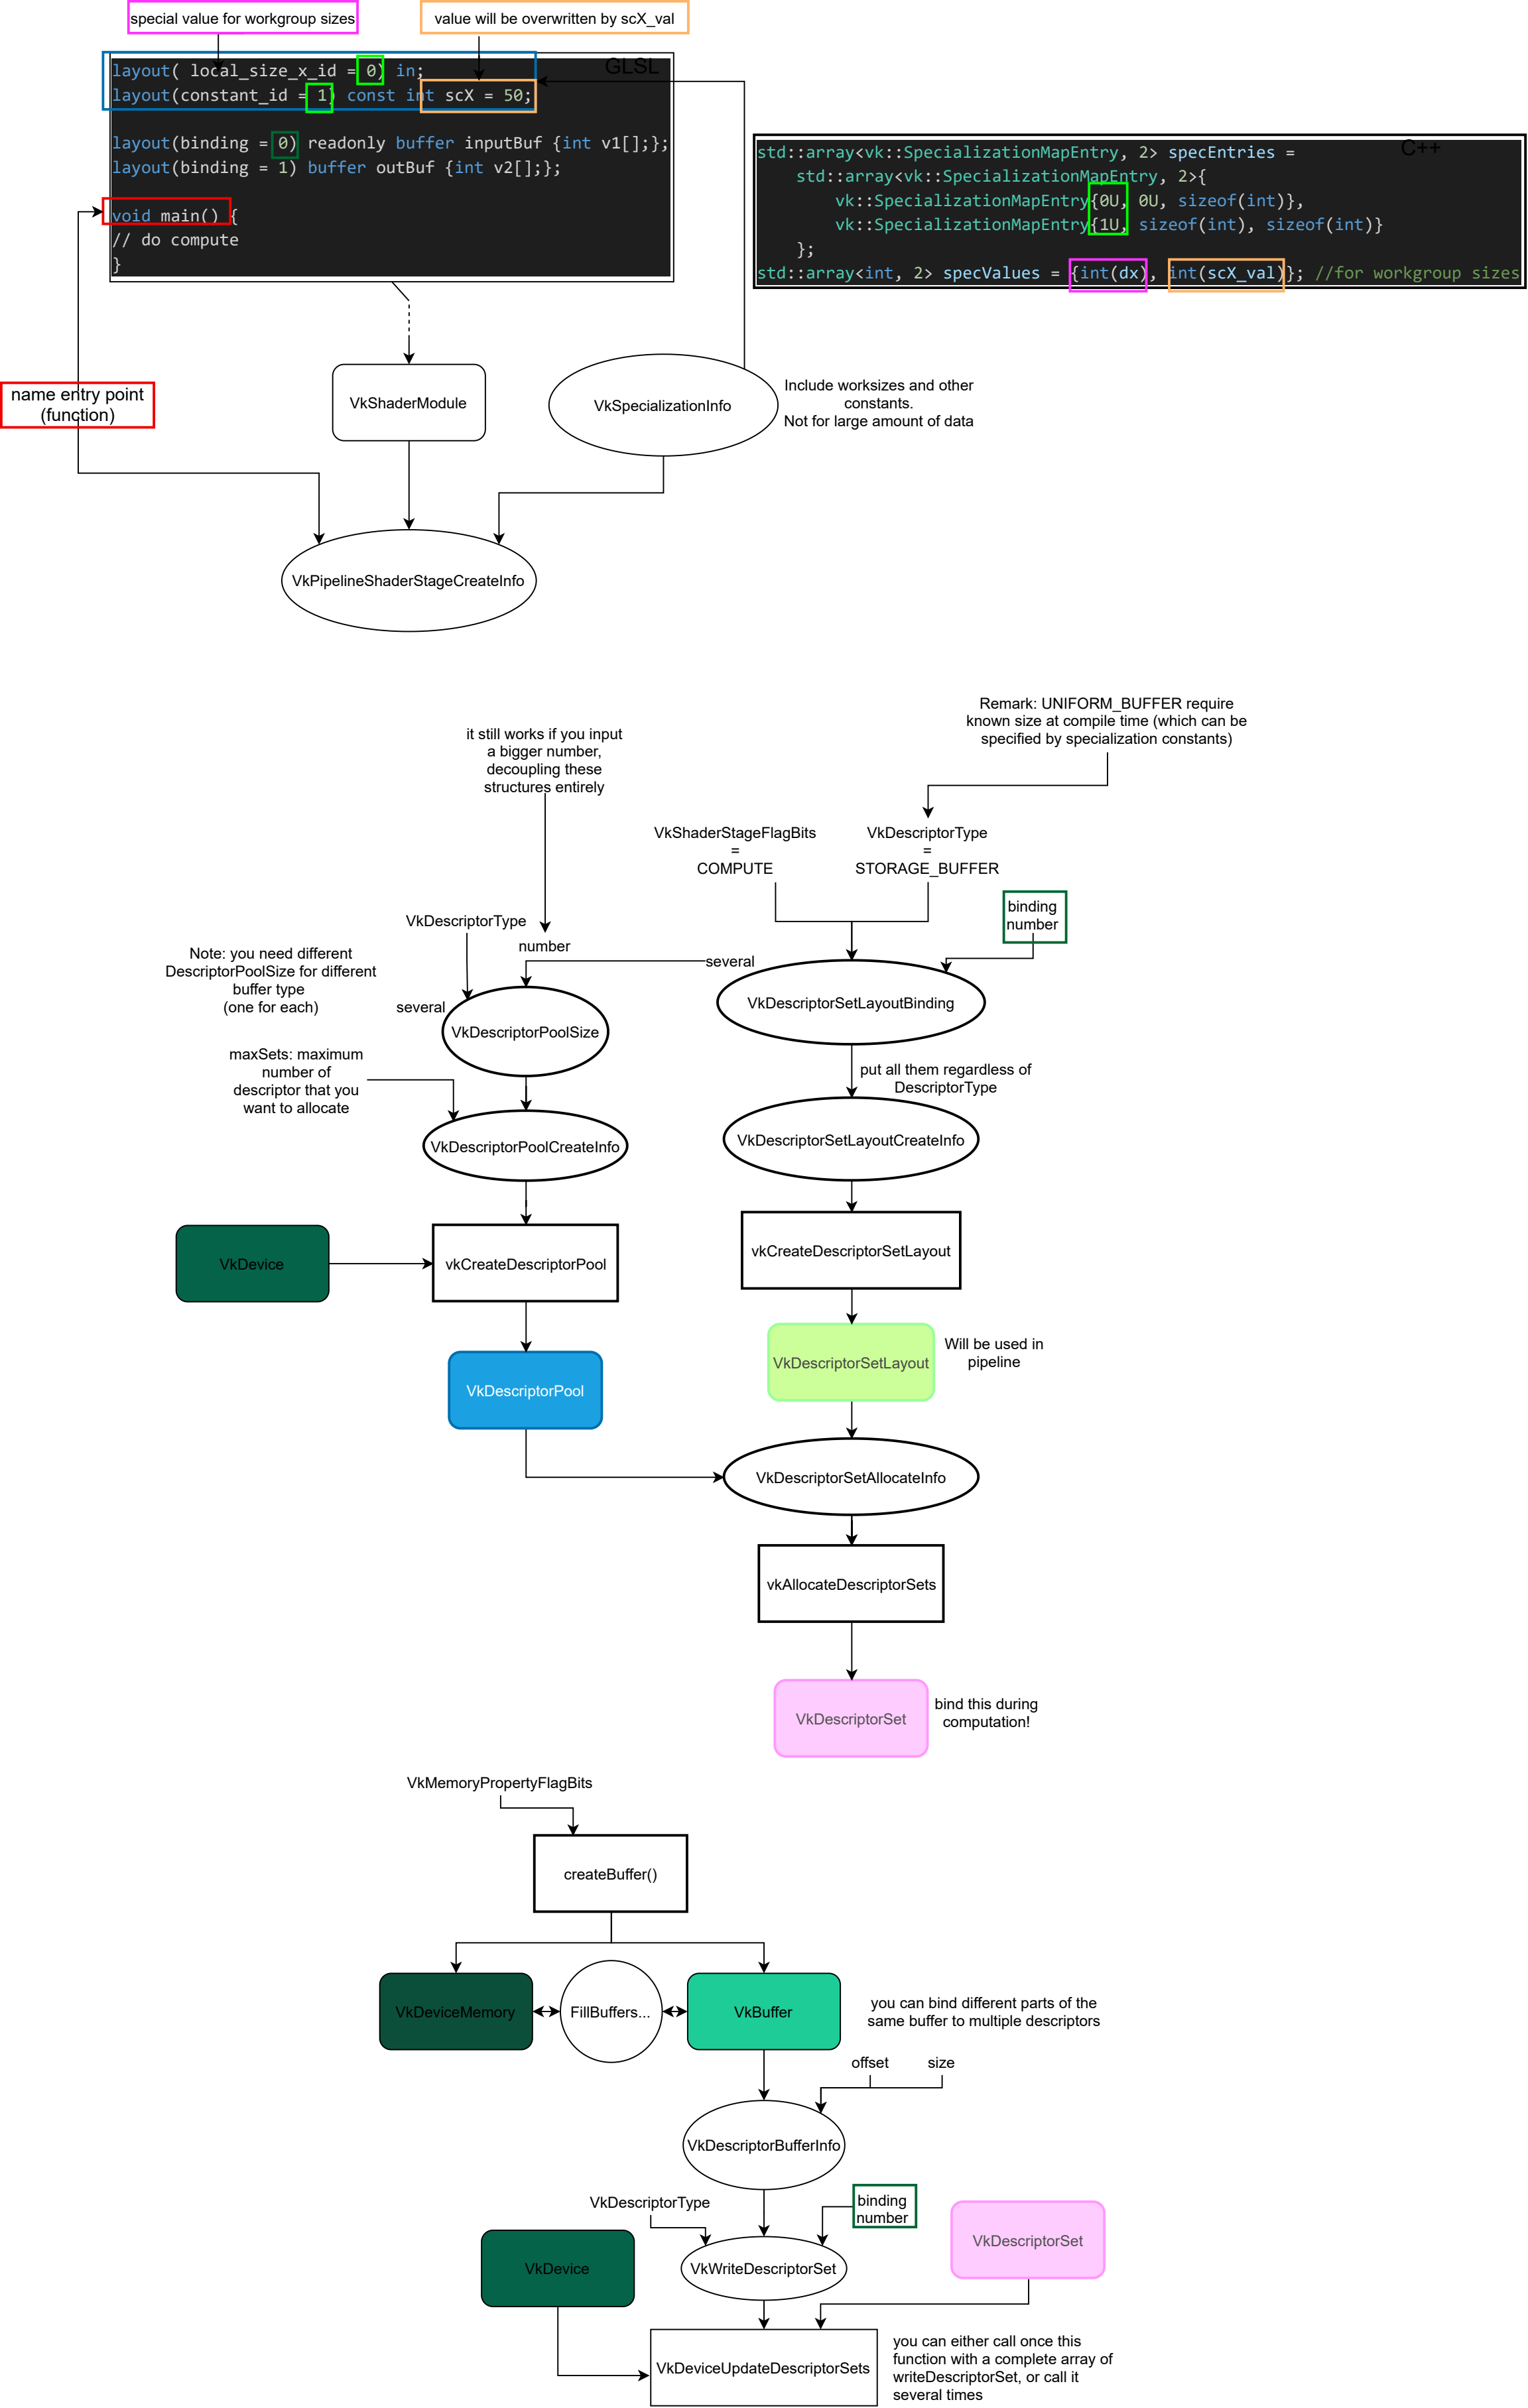 special value for workgroup sizes
value will be overwritten by scX_val
GLSL
layout( local_size_x_id = 0) in;
layout(constant_id = 1) const int scX = 50;
layout(binding = 0) readonly buffer inputBuf {int v1[];};
layout(binding = 1) buffer outBuf {int v2[];};
void main() {
// do compute
}
C++
std::array<vk::SpecializationMapEntry, 2> specEntries =
std::array<vk::SpecializationMapEntry, 2>{
vk::SpecializationMapEntry{0U, 0U, sizeof(int)},
vk::SpecializationMapEntry{1U, sizeof(int), sizeof(int)}
};
std::array<int, 2> specValues = {int(dx), int(scX_val)}; //for workgroup sizes
name entry point
(function)
VkShaderModule
VkSpecializationInfo
Include worksizes and other
constants.
Not for large amount of data
VkPipelineShaderStageCreateInfo
Remark: UNIFORM_BUFFER require
known size at compile time (which can be
specified by specialization constants)
it still works if you input
a bigger number,
decoupling these
structures entirely
VkShaderStageFlagBits
=
COMPUTE
VkDescriptorType
=
STORAGE_BUFFER
binding
number
VkDescriptorType
number
Note: you need different
DescriptorPoolSize for different
buffer type
(one for each)
several
several
VkDescriptorPoolSize
VkDescriptorSetLayoutBinding
maxSets: maximum
number of
descriptor that you
want to allocate
put all them regardless of
DescriptorType
VkDescriptorPoolCreateInfo
VkDescriptorSetLayoutCreateInfo
VkDevice
vkCreateDescriptorPool
vkCreateDescriptorSetLayout
VkDescriptorPool
VkDescriptorSetLayout
Will be used in
pipeline
VkDescriptorSetAllocateInfo
vkAllocateDescriptorSets
VkDescriptorSet
bind this during
computation!
VkMemoryPropertyFlagBits
createBuffer()
VkDeviceMemory
FillBuffers...
VkBuffer
you can bind different parts of the
same buffer to multiple descriptors
offset
size
VkDescriptorBufferInfo
VkDescriptorType
binding
number
VkDevice
VkWriteDescriptorSet
VkDescriptorSet
VkDeviceUpdateDescriptorSets
you can either call once this
function with a complete array of
writeDescriptorSet, or call it
several times